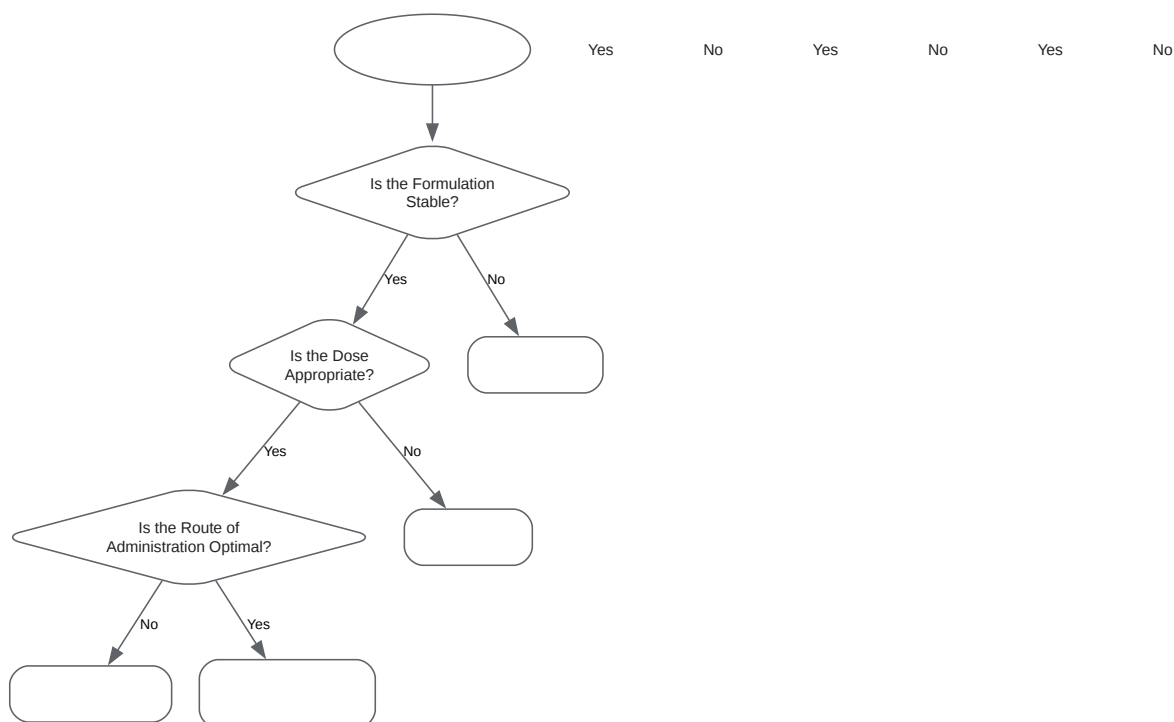 Yes No Yes No Yes No
Is the Formulation
Stable?
Yes No
Is the Dose
Appropriate?
Yes No
Is the Route of
Administration Optimal?
No Yes